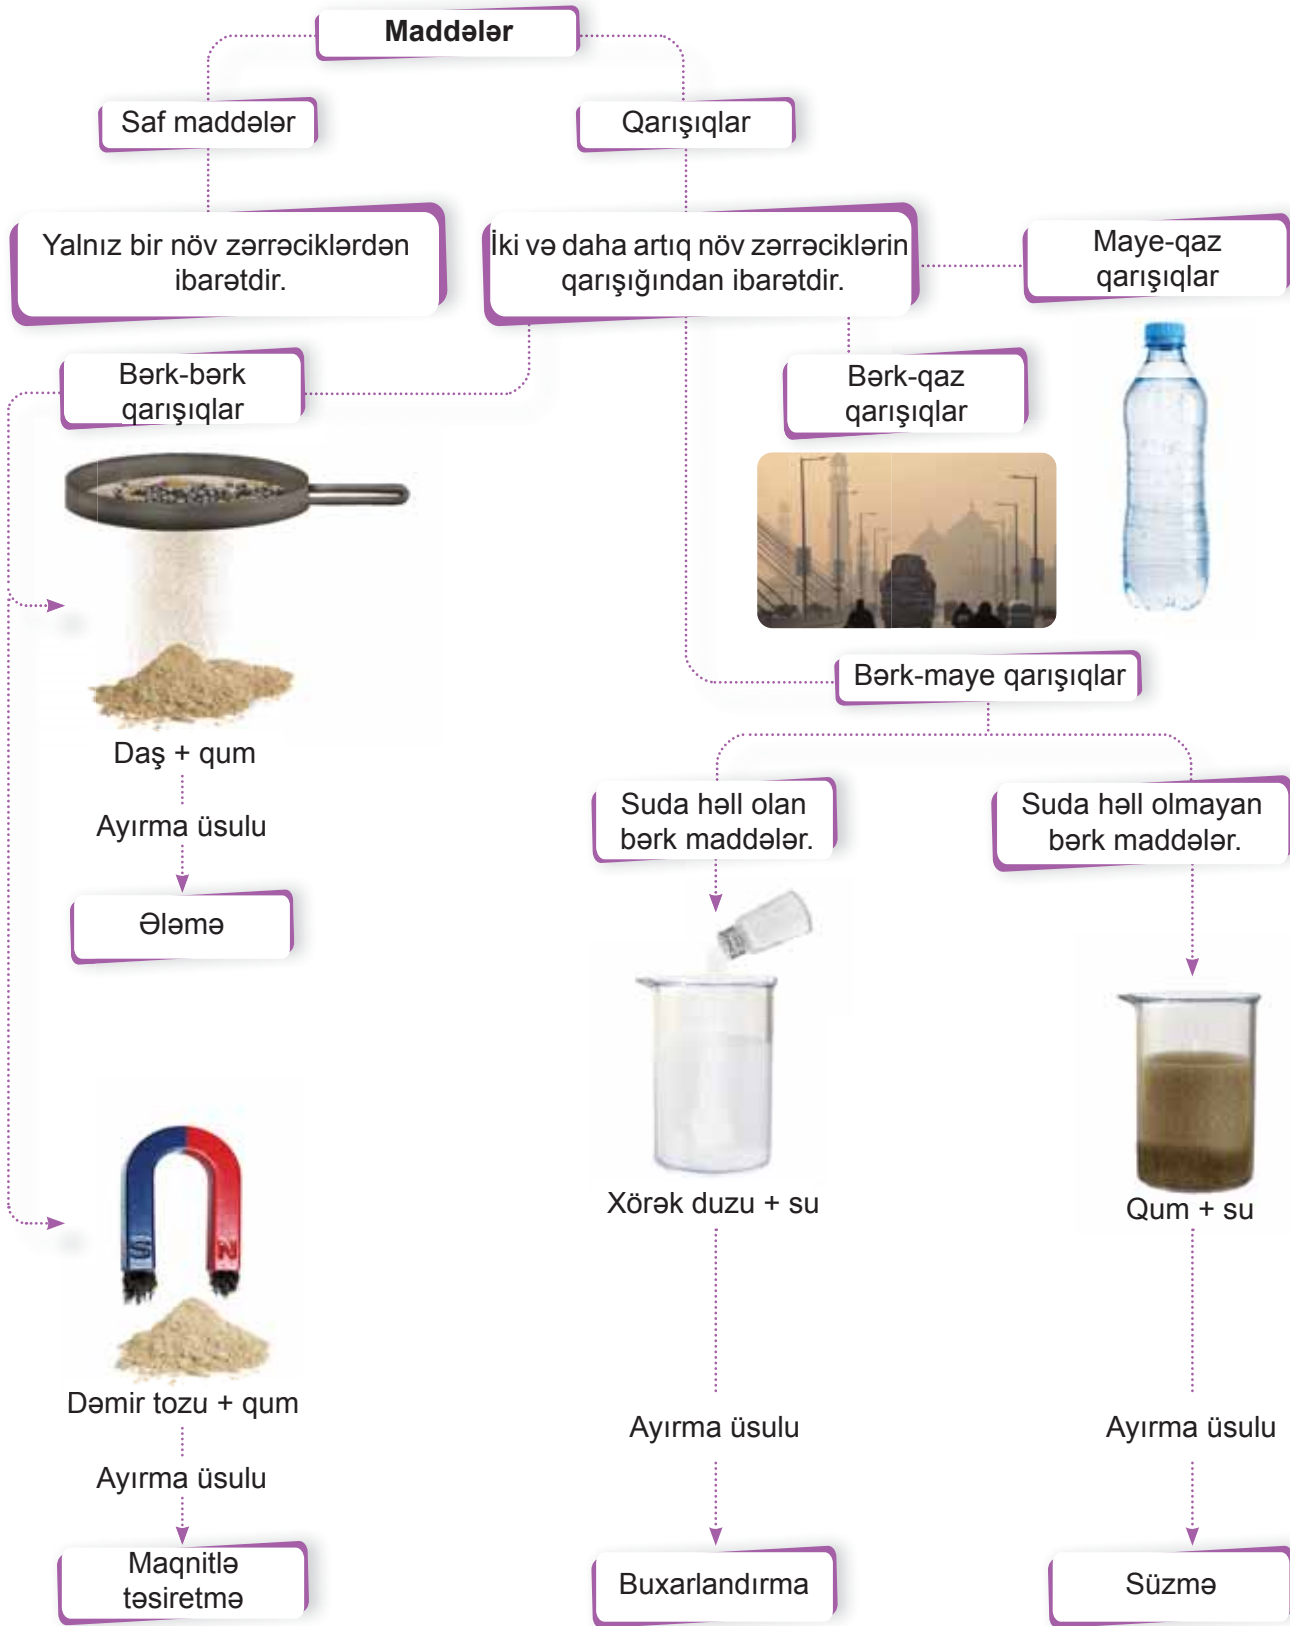 Maddələr
Saf maddələr
Qarışıqlar
Yalnız bir növ zərrəciklərdən
ibarətdir.
İki və daha artıq növ zərrəciklərin
qarışığından ibarətdir.
Maye-qaz
qarışıqlar
Bərk-bərk
qarışıqlar
Bərk-qaz
qarışıqlar
Bərk-maye qarışıqlar
Daş + qum
Ayırma üsulu
Ələmə
Suda həll olan
bərk maddələr.
Suda həll olmayan
bərk maddələr.
S
N
Dəmir tozu + qum
Ayırma üsulu
Maqnitlə
təsiretmə
Xörək duzu + su
Ayırma üsulu
Buxarlandırma
Qum + su
Ayırma üsulu
Süzmə